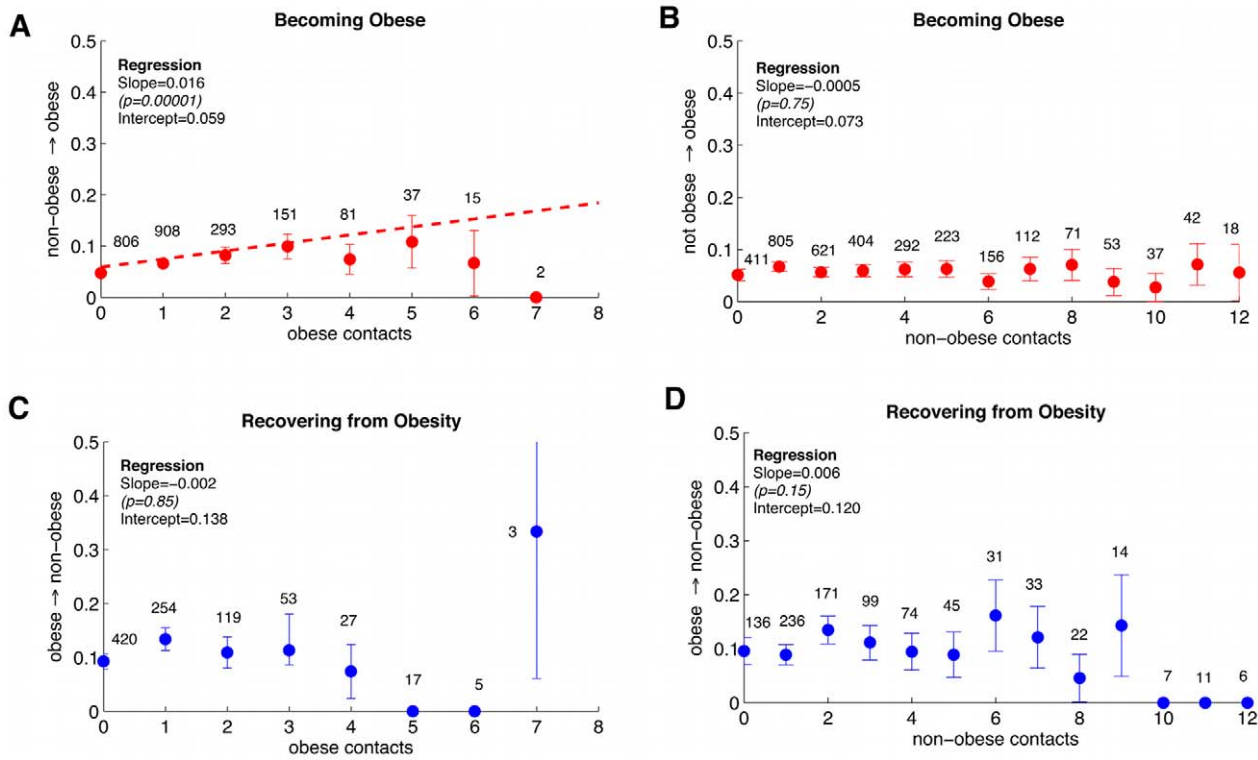 A
Becoming Obese
Regression
Slope=0.016
(p=0.00001)
Intercept=0.059
non−obese → obese
0.5
0.4
0.3
0.2
0.1
0
806 908 293 151 81 37 15 2
0 1 2 3 4 5 6 7 8
obese contacts
B
Becoming Obese
Regression
Slope=−0.0005
(p=0.75)
Intercept=0.073
not obese → obese
0.5
0.4
0.3
0.2
0.1
0
411 805 621 404 292 223 156 112 71 53 37 42 18
0 2 4 6 8 10 12
non−obese contacts
C
Recovering from Obesity
Regression
Slope=−0.002
(p=0.85)
Intercept=0.138
obese → non−obese
0.5
0.4
0.3
0.2
0.1
0
420 254 119 53 27 17 5 3
0 1 2 3 4 5 6 7 8
obese contacts
D
Recovering from Obesity
Regression
Slope=0.006
(p=0.15)
Intercept=0.120
obese → non−obese
0.5
0.4
0.3
0.2
0.1
0
136 236 171 99 74 45 31 33 22 14 7 11 6
0 2 4 6 8 10 12
non−obese contacts